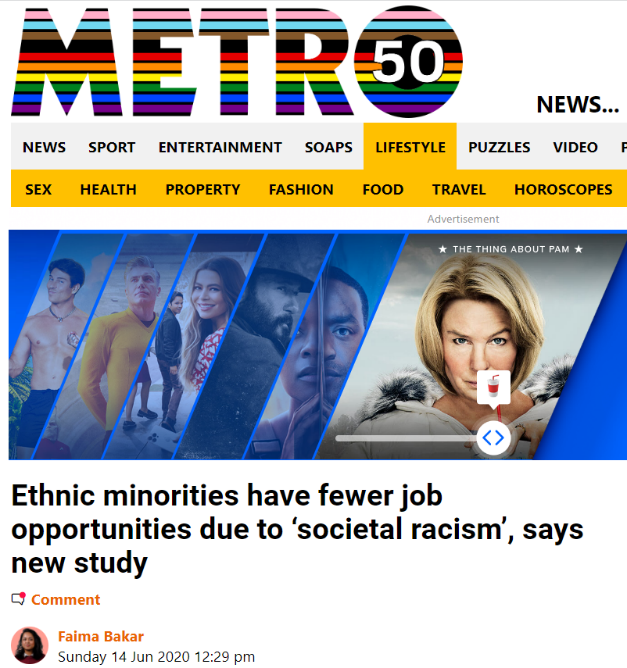 METRO 50
NEWS...
NEWS SPORT ENTERTAINMENT SOAPS LIFESTYLE PUZZLES VIDEO
SEX HEALTH PROPERTY FASHION FOOD TRAVEL HOROSCOPES
Advertisement
★ THE THING ABOUT PAM ★
Ethnic minorities have fewer job
opportunities due to ‘societal racism’, says
new study
Comment
Faima Bakar
Sunday 14 Jun 2020 12:29 pm